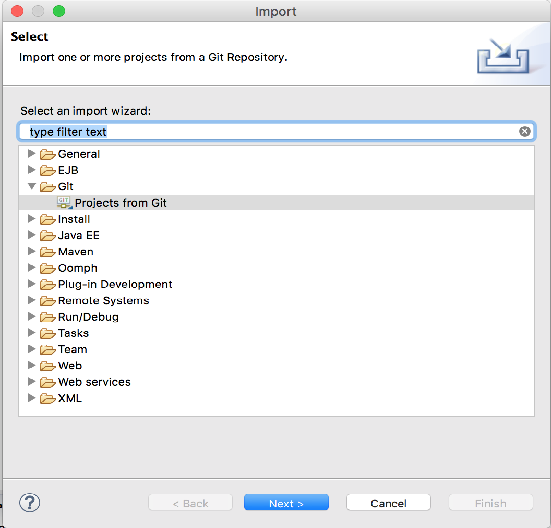 Import
Select
Import one or more projects from a Git Repository.
Select an import wizard:
type filter text
General
EJB
Git
Projects from Git
Install
Java EE
Maven
Oomph
Plug-in Development
Remote Systems
Run/Debug
Tasks
Team
Web
Web services
XML
? < Back Next > Cancel Finish